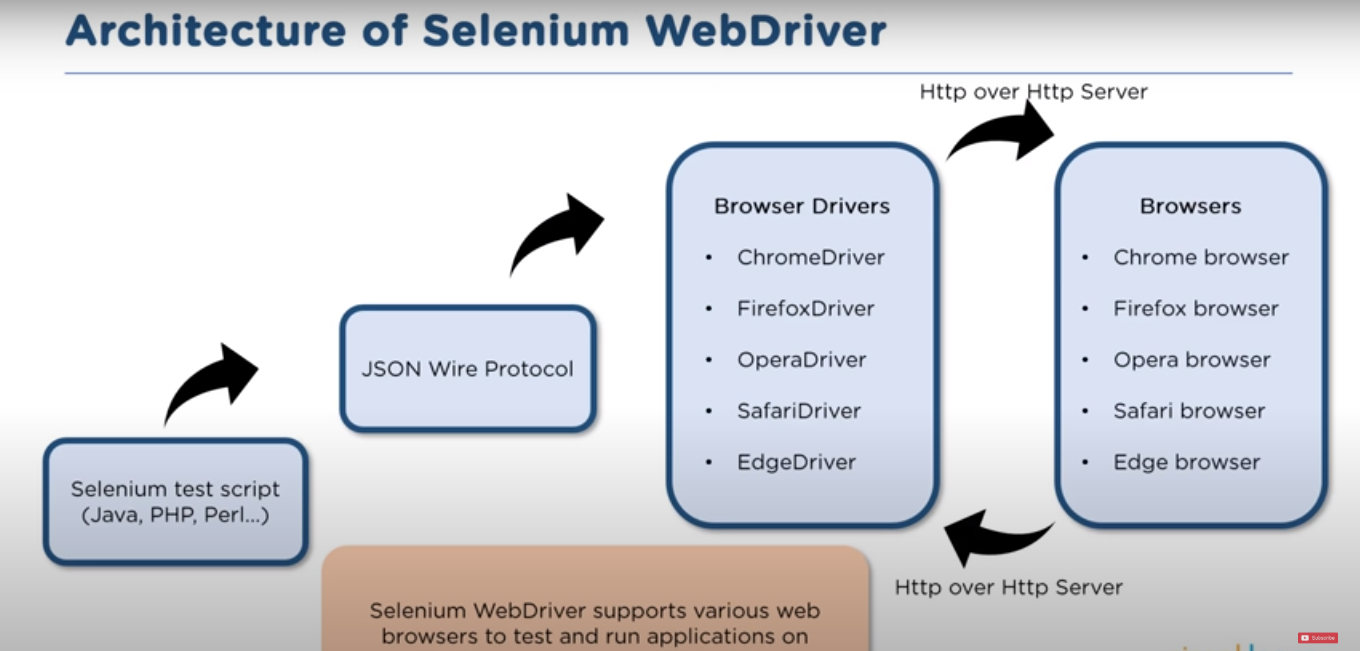 Architecture of Selenium WebDriver
Http over Http Server
Browser Drivers
• ChromeDriver
• FirefoxDriver
• OperaDriver
• SafariDriver
• EdgeDriver
Browsers
• Chrome browser
• Firefox browser
• Opera browser
• Safari browser
• Edge browser
JSON Wire Protocol
Selenium test script
(Java, PHP, Perl...)
Http over Http Server
Selenium WebDriver supports various web
browsers to test and run applications on
Subscribe